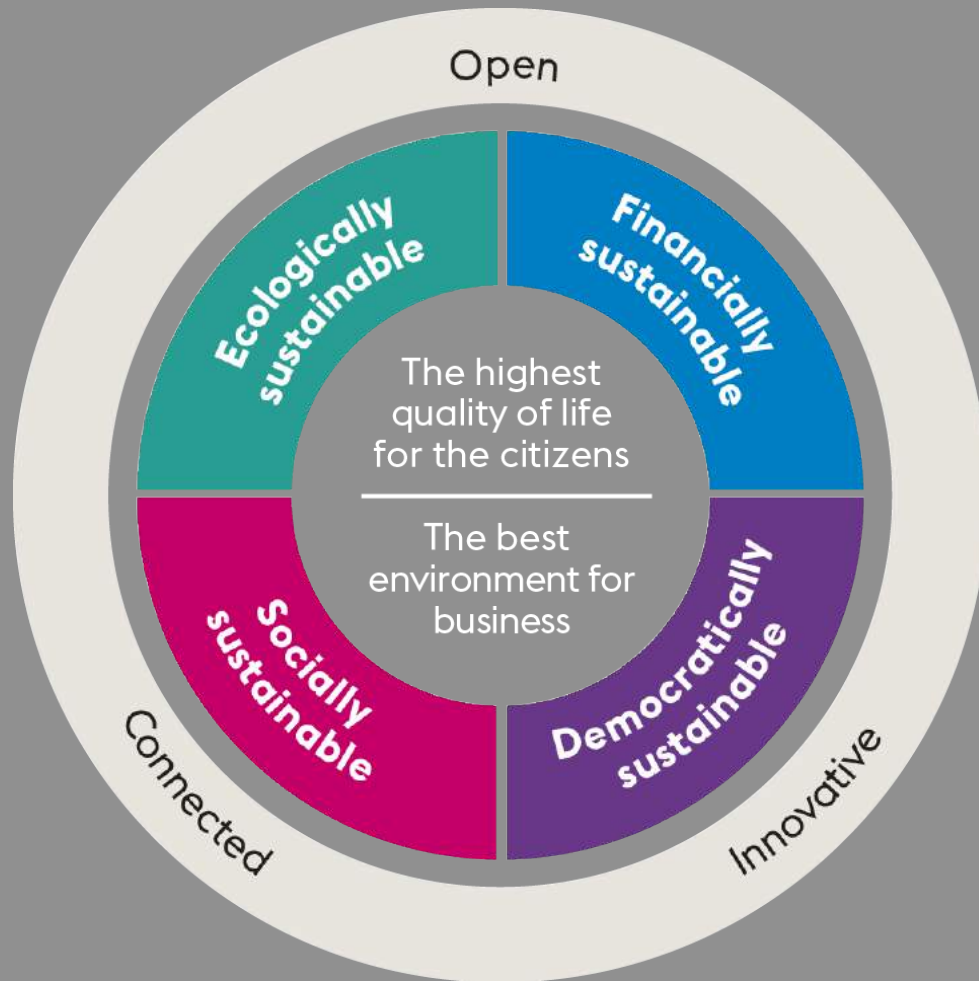 Open
Ecologically
sustainable
Financially
sustainable
The highest
quality of life
for the citizens
The best
environment for
business
Socially
sustainable
Democratically
sustainable
Connected
Innovative